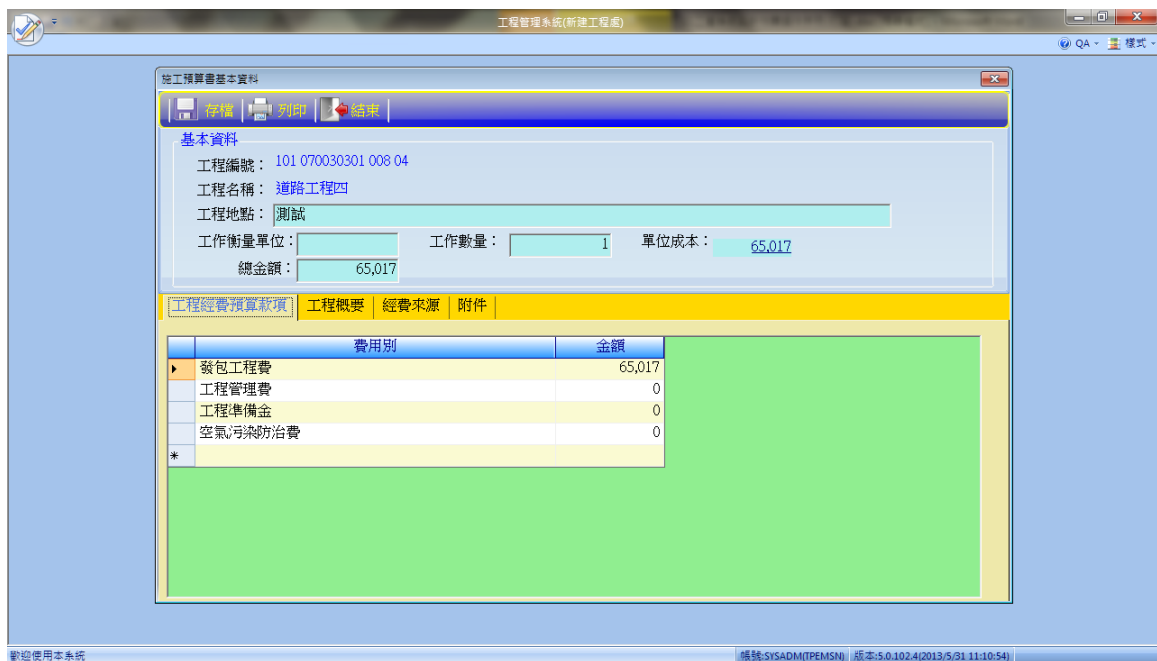 工程管理系統(新建工程處)
QA 樣式
施工預算書基本資料
存檔 列印 結束
基本資料
工程編號： 101 070030301 008 04
工程名稱： 道路工程四
工程地點： 測試
工作衡量單位： 工作數量： 1 單位成本： 65,017
總金額： 65,017
工程經費預算款項 工程概要 經費來源 附件
費用別 金額
發包工程費 65,017
工程管理費 0
工程準備金 0
空氣污染防治費 0
歡迎使用本系統 帳號:SYSADM(TPEMSN) 版本:5.0.102.4(2013/5/31 11:10:54)